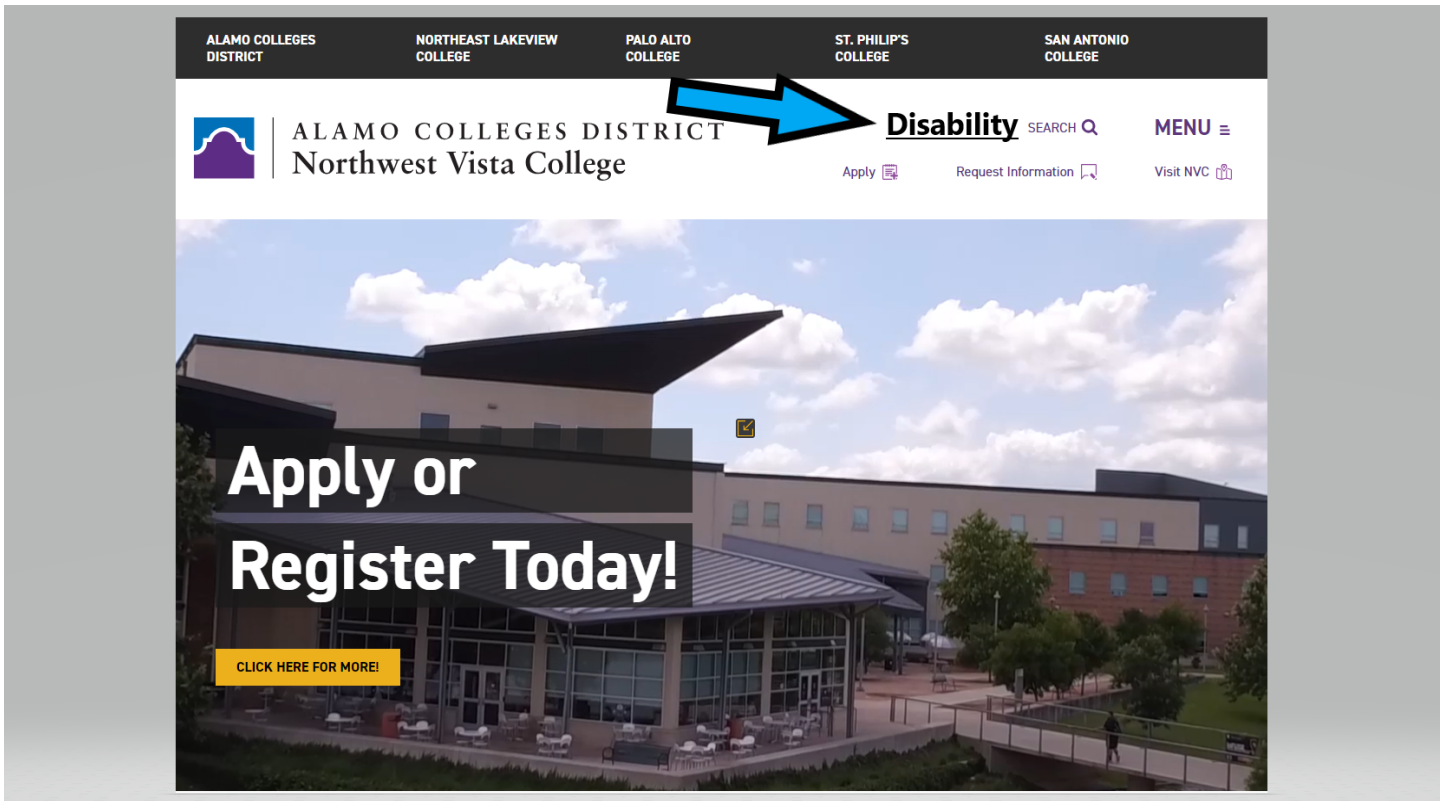 ALAMO COLLEGES
DISTRICT
NORTHEAST LAKEVIEW
COLLEGE
PALO ALTO
COLLEGE
ST. PHILIP'S
COLLEGE
SAN ANTONIO
COLLEGE
ALAMO COLLEGES DISTRICT
Northwest Vista College
Disability
SEARCH
MENU
Apply
Request Information
Visit NVC
Apply or
Register Today!
CLICK HERE FOR MORE!